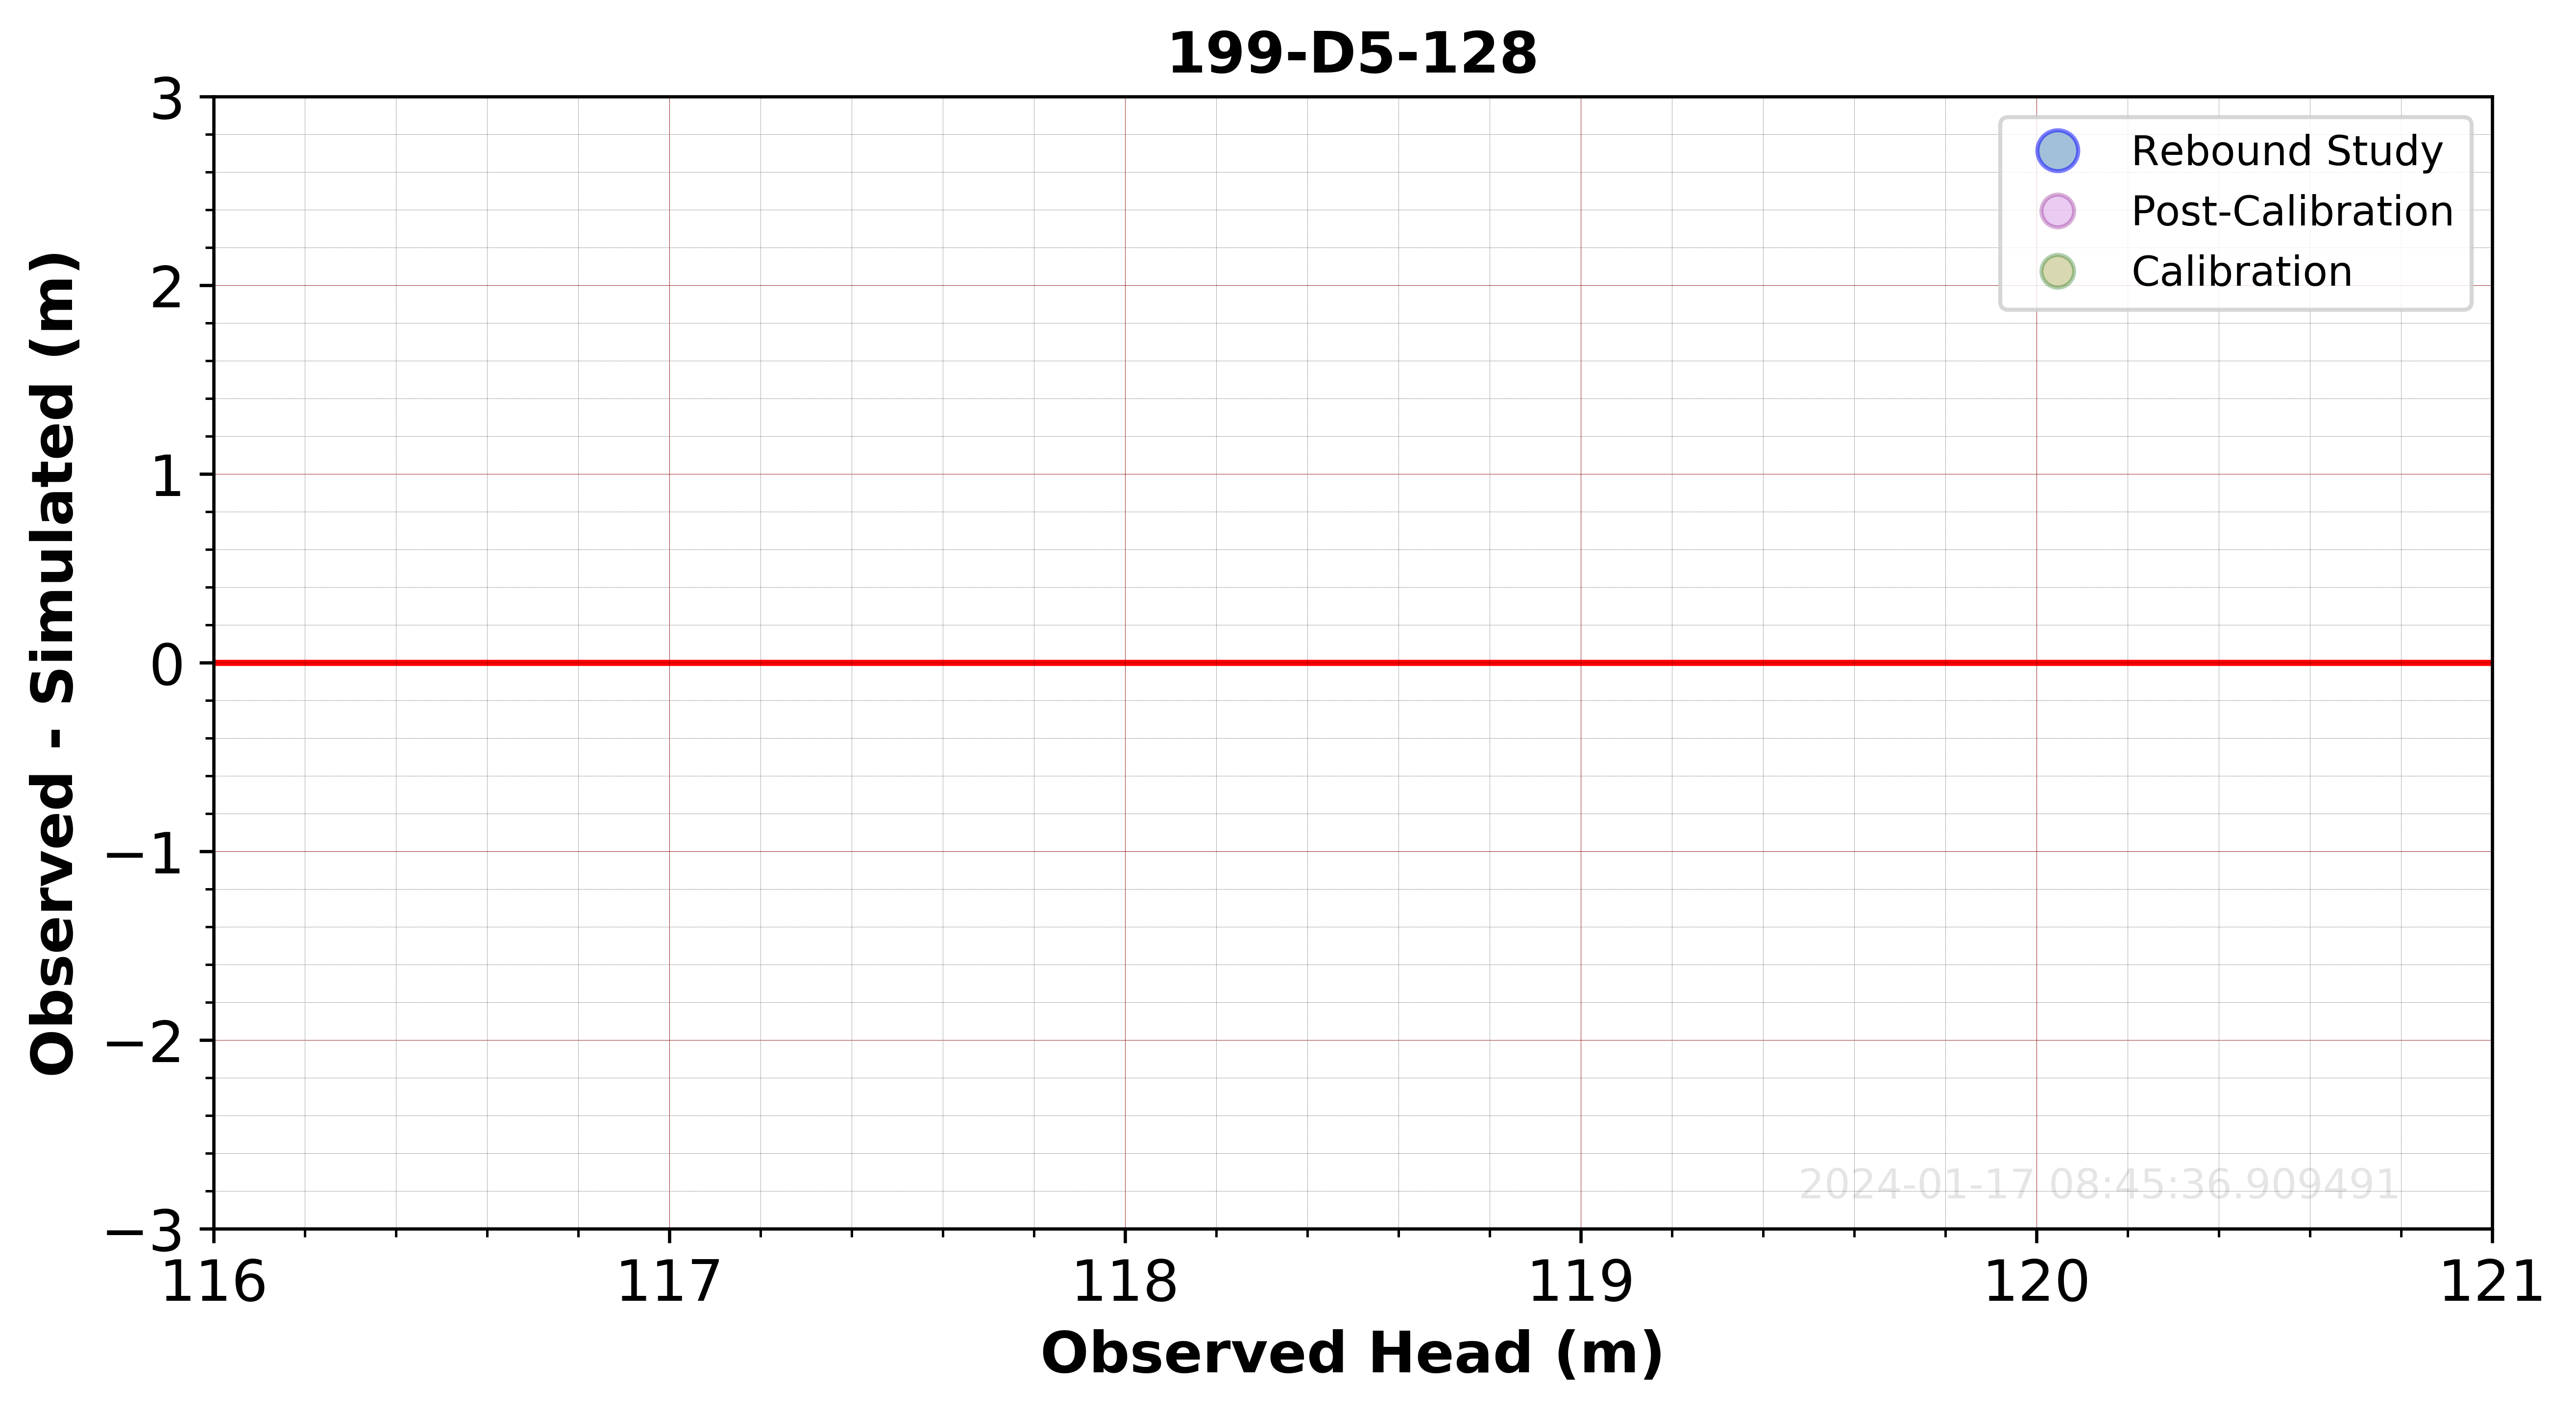 199-D5-128
Observed - Simulated (m)
3
2
1
0
−1
−2
−3
Rebound Study
Post-Calibration
Calibration
2024-01-17 08:45:36.909491
116 117 118 119 120 121
Observed Head (m)